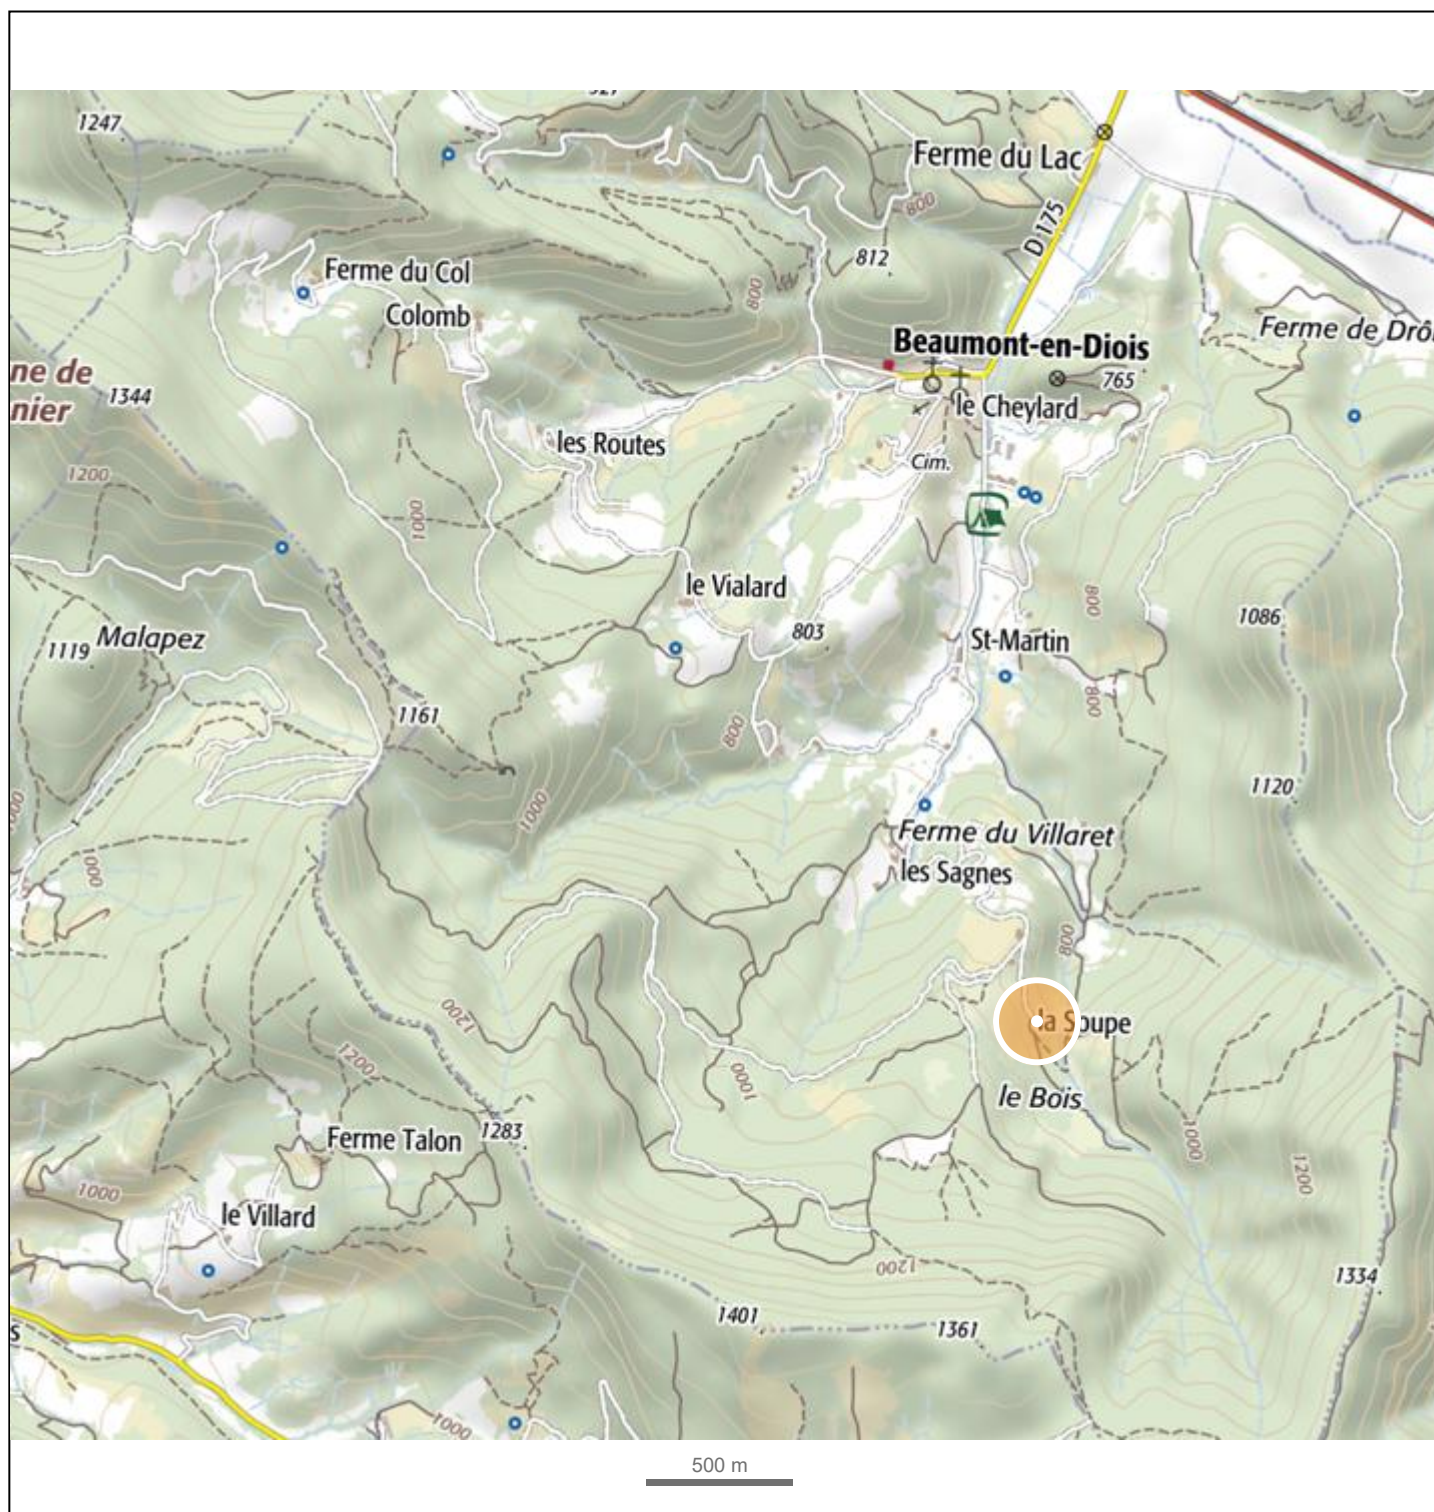 1247
Ferme du Lac
800
D 175
812
Ferme du Col
800
Colomb
Beaumont-en-Diois
Ferme de Drô
ne de
nier
1344
765
le Cheylard
les Routes
Cim.
1200
1000
le Vialard
800
1086
803
1119
Malapez
St-Martin
800
1161
800
1120
1000
Ferme du Villaret
les Sagnes
800
1200
la Soupe
1200
1000
le Bois
Ferme Talon
1283
1000
1200
1000
le Villard
1200
1334
1401
1361
s
1000
500 m